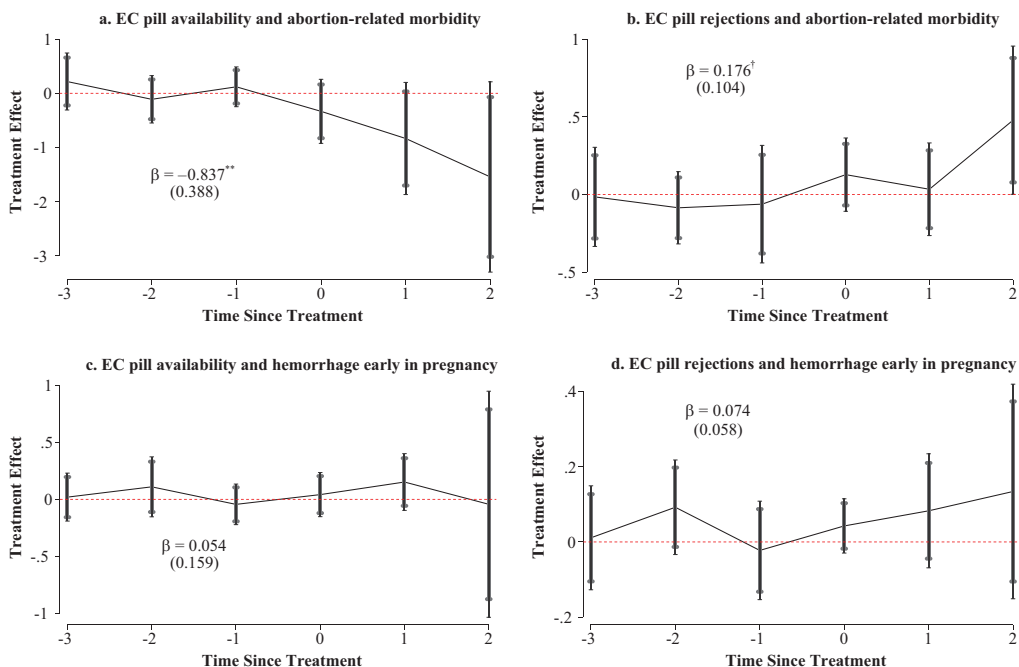 a. EC pill availability and abortion-related morbidity
Treatment Effect
1
0
-1
-2
-3
β = –0.837**
(0.388)
-3 -2 -1 0 1 2
Time Since Treatment
b. EC pill rejections and abortion-related morbidity
Treatment Effect
1
.5
0
-.5
β = 0.176†
(0.104)
-3 -2 -1 0 1 2
Time Since Treatment
c. EC pill availability and hemorrhage early in pregnancy
Treatment Effect
1
.5
0
-.5
-1
β = 0.054
(0.159)
-3 -2 -1 0 1 2
Time Since Treatment
d. EC pill rejections and hemorrhage early in pregnancy
Treatment Effect
.4
.2
0
-.2
β = 0.074
(0.058)
-3 -2 -1 0 1 2
Time Since Treatment